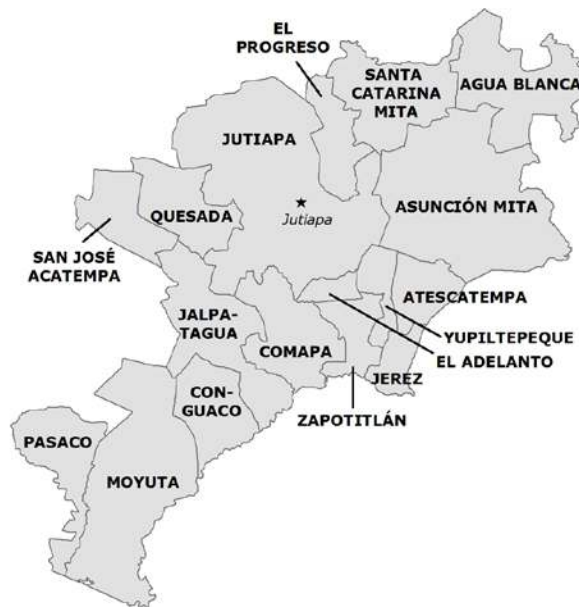 EL
PROGRESO
SANTA
CATARINA
MITA
AGUA BLANCA
JUTIAPA
QUESADA
Jutiapa
ASUNCIÓN MITA
SAN JOSÉ
ACATEMPA
JALPA-
TAGUA
ATESCATEMPA
YUPILTEPEQUE
COMAPA
EL ADELANTO
JEREZ
CON-
GUACO
ZAPOTITLÁN
PASACO
MOYUTA